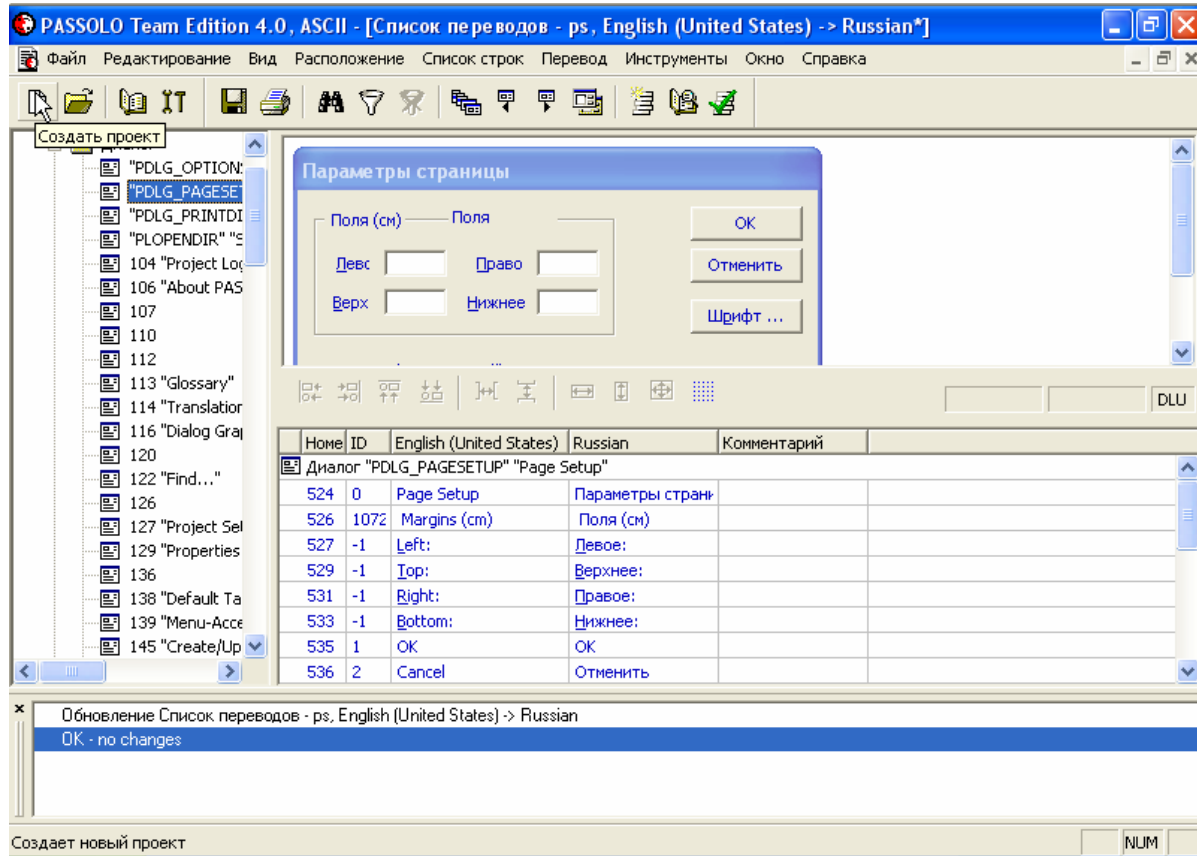 PASSOLO Team Edition 4.0, ASCII - [Список переводов - ps, English (United States) -> Russian*]
Файл Редактирование Вид Расположение Список строк Перевод Инструменты Окно Справка
Создать проект
"PDLG_OPTION:
"PDLG_PAGESE
"PDLG_PRINTDI
"PLOPENDIR" "S
104 "Project Log
106 "About PAS
107
110
112
113 "Glossary"
114 "Translation
116 "Dialog Gra
120
122 "Find..."
126
127 "Project Sel
129 "Properties
136
138 "Default Ta
139 "Menu-Acce
145 "Create/Up
Параметры страницы
Поля (см) Поля
Левс Право
Верх Нижнее
OK
Отменить
Шрифт ...
DLU
Номе ID English (United States) Russian Комментарий
Диалог "PDLG_PAGESETUP" "Page Setup"
524 0 Page Setup Параметры страни
526 1072 Margins (cm) Поля (см)
527 -1 Left: Левое:
529 -1 Top: Верхнее:
531 -1 Right: Правое:
533 -1 Bottom: Нижнее:
535 1 OK OK
536 2 Cancel Отменить
Обновление Список переводов - ps, English (United States) -> Russian
OK - no changes
Создает новый проект
NUM